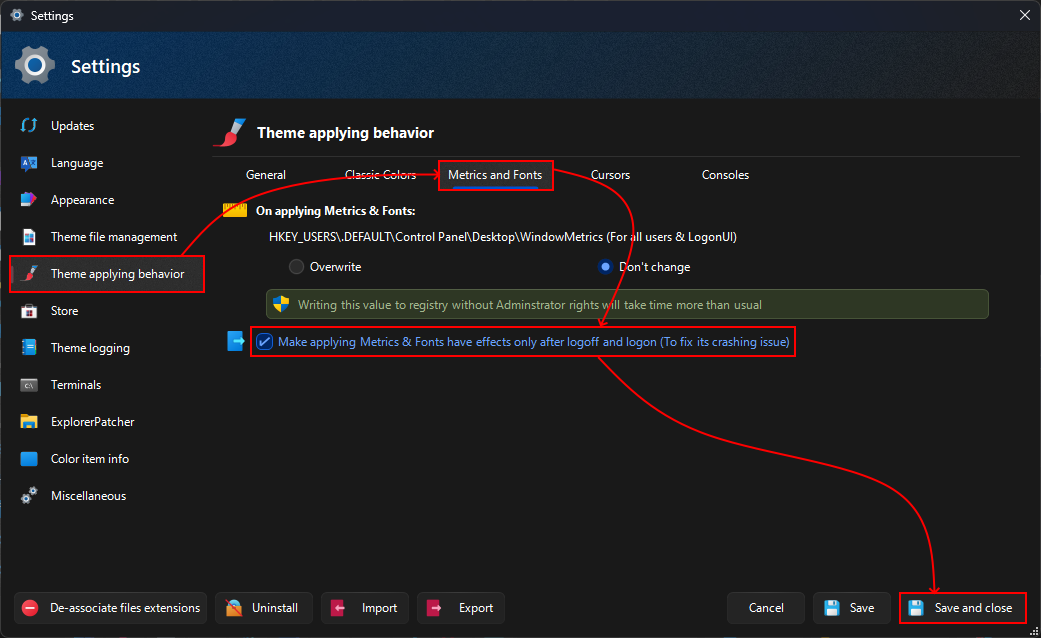 Settings
Settings
Updates
Language
Appearance
Theme file management
Theme applying behavior
Store
Theme logging
Terminals
ExplorerPatcher
Color item info
Miscellaneous
Theme applying behavior
General Classic Colors Metrics and Fonts Cursors Consoles
On applying Metrics & Fonts:
HKEY_USERS\.DEFAULT\Control Panel\Desktop\WindowMetrics (For all users & LogonUI)
Overwrite Don't change
Writing this value to registry without Adminstrator rights will take time more than usual
Make applying Metrics & Fonts have effects only after logoff and logon (To fix its crashing issue)
De-associate files extensions Uninstall Import Export Cancel Save Save and close